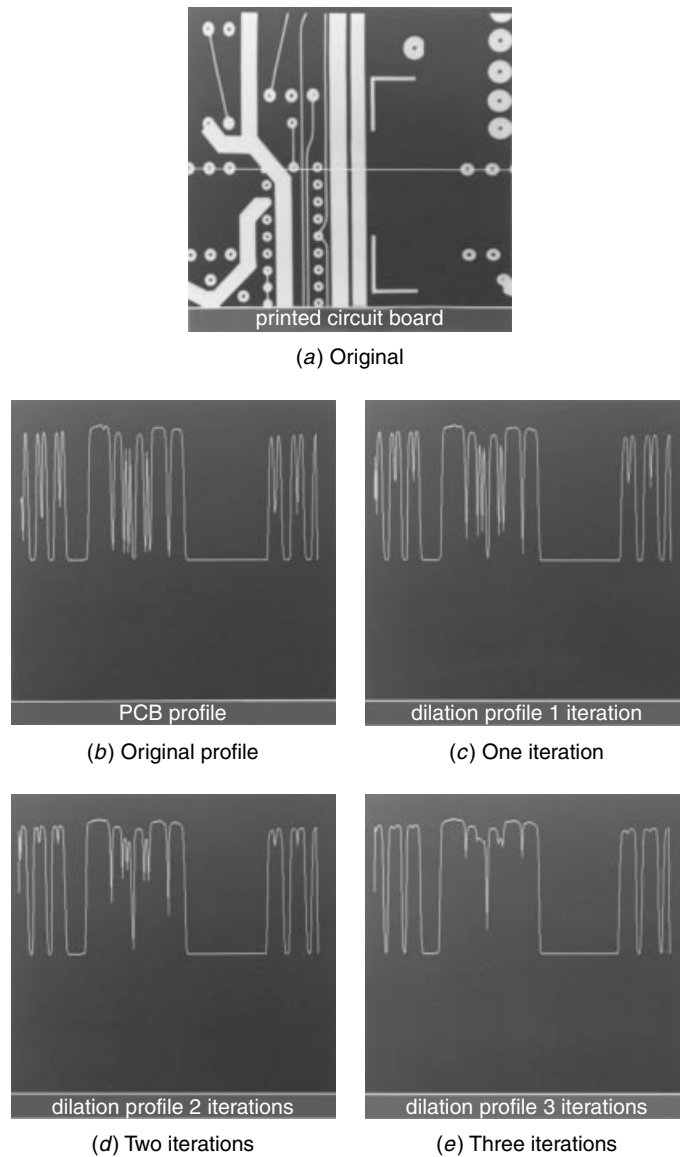 printed circuit board
(a) Original
PCB profile
(b) Original profile
dilation profile 1 iteration
(c) One iteration
dilation profile 2 iterations
(d) Two iterations
dilation profile 3 iterations
(e) Three iterations